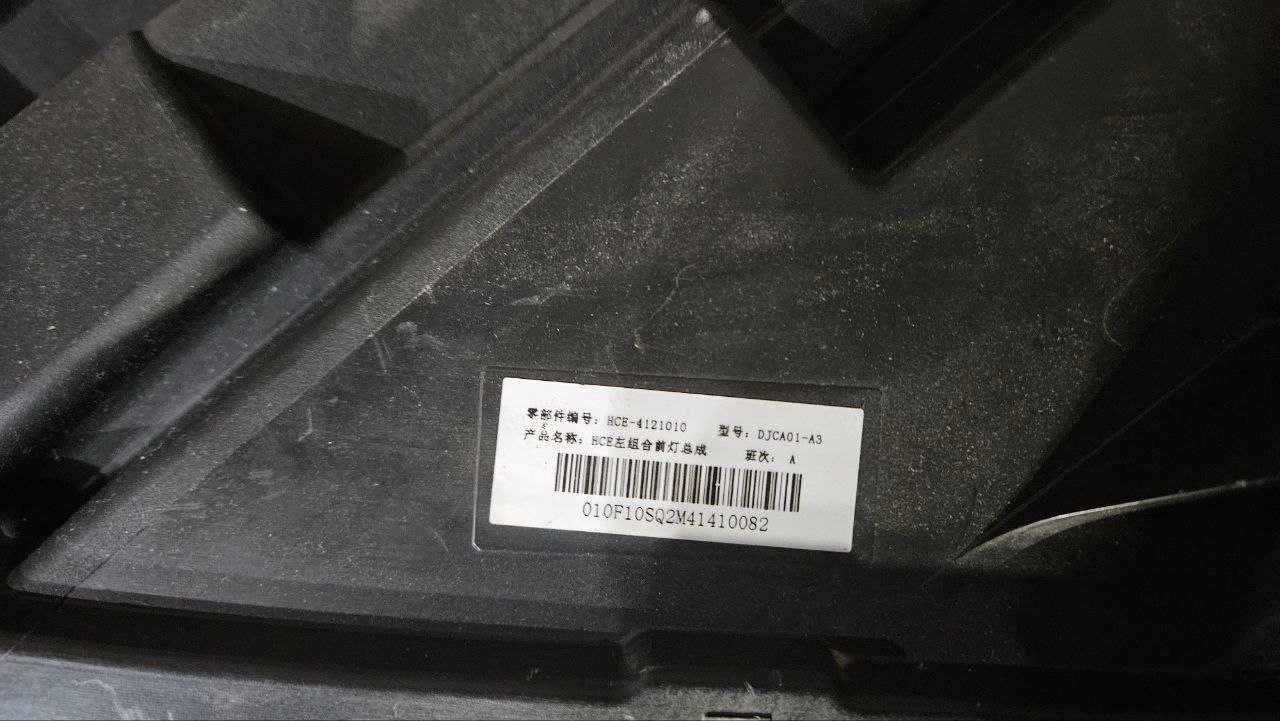 零部件编号: HCE-4121010 型号: DJCA01-A3
产品名称: HCE左组合前灯总成 班次: A
010F10SQ2M41410082